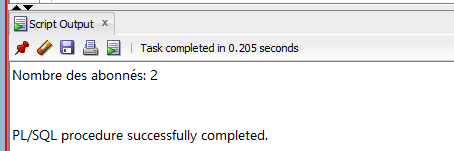 Script Output x
Task completed in 0.205 seconds
Nombre des abonnés: 2
PL/SQL procedure successfully completed.